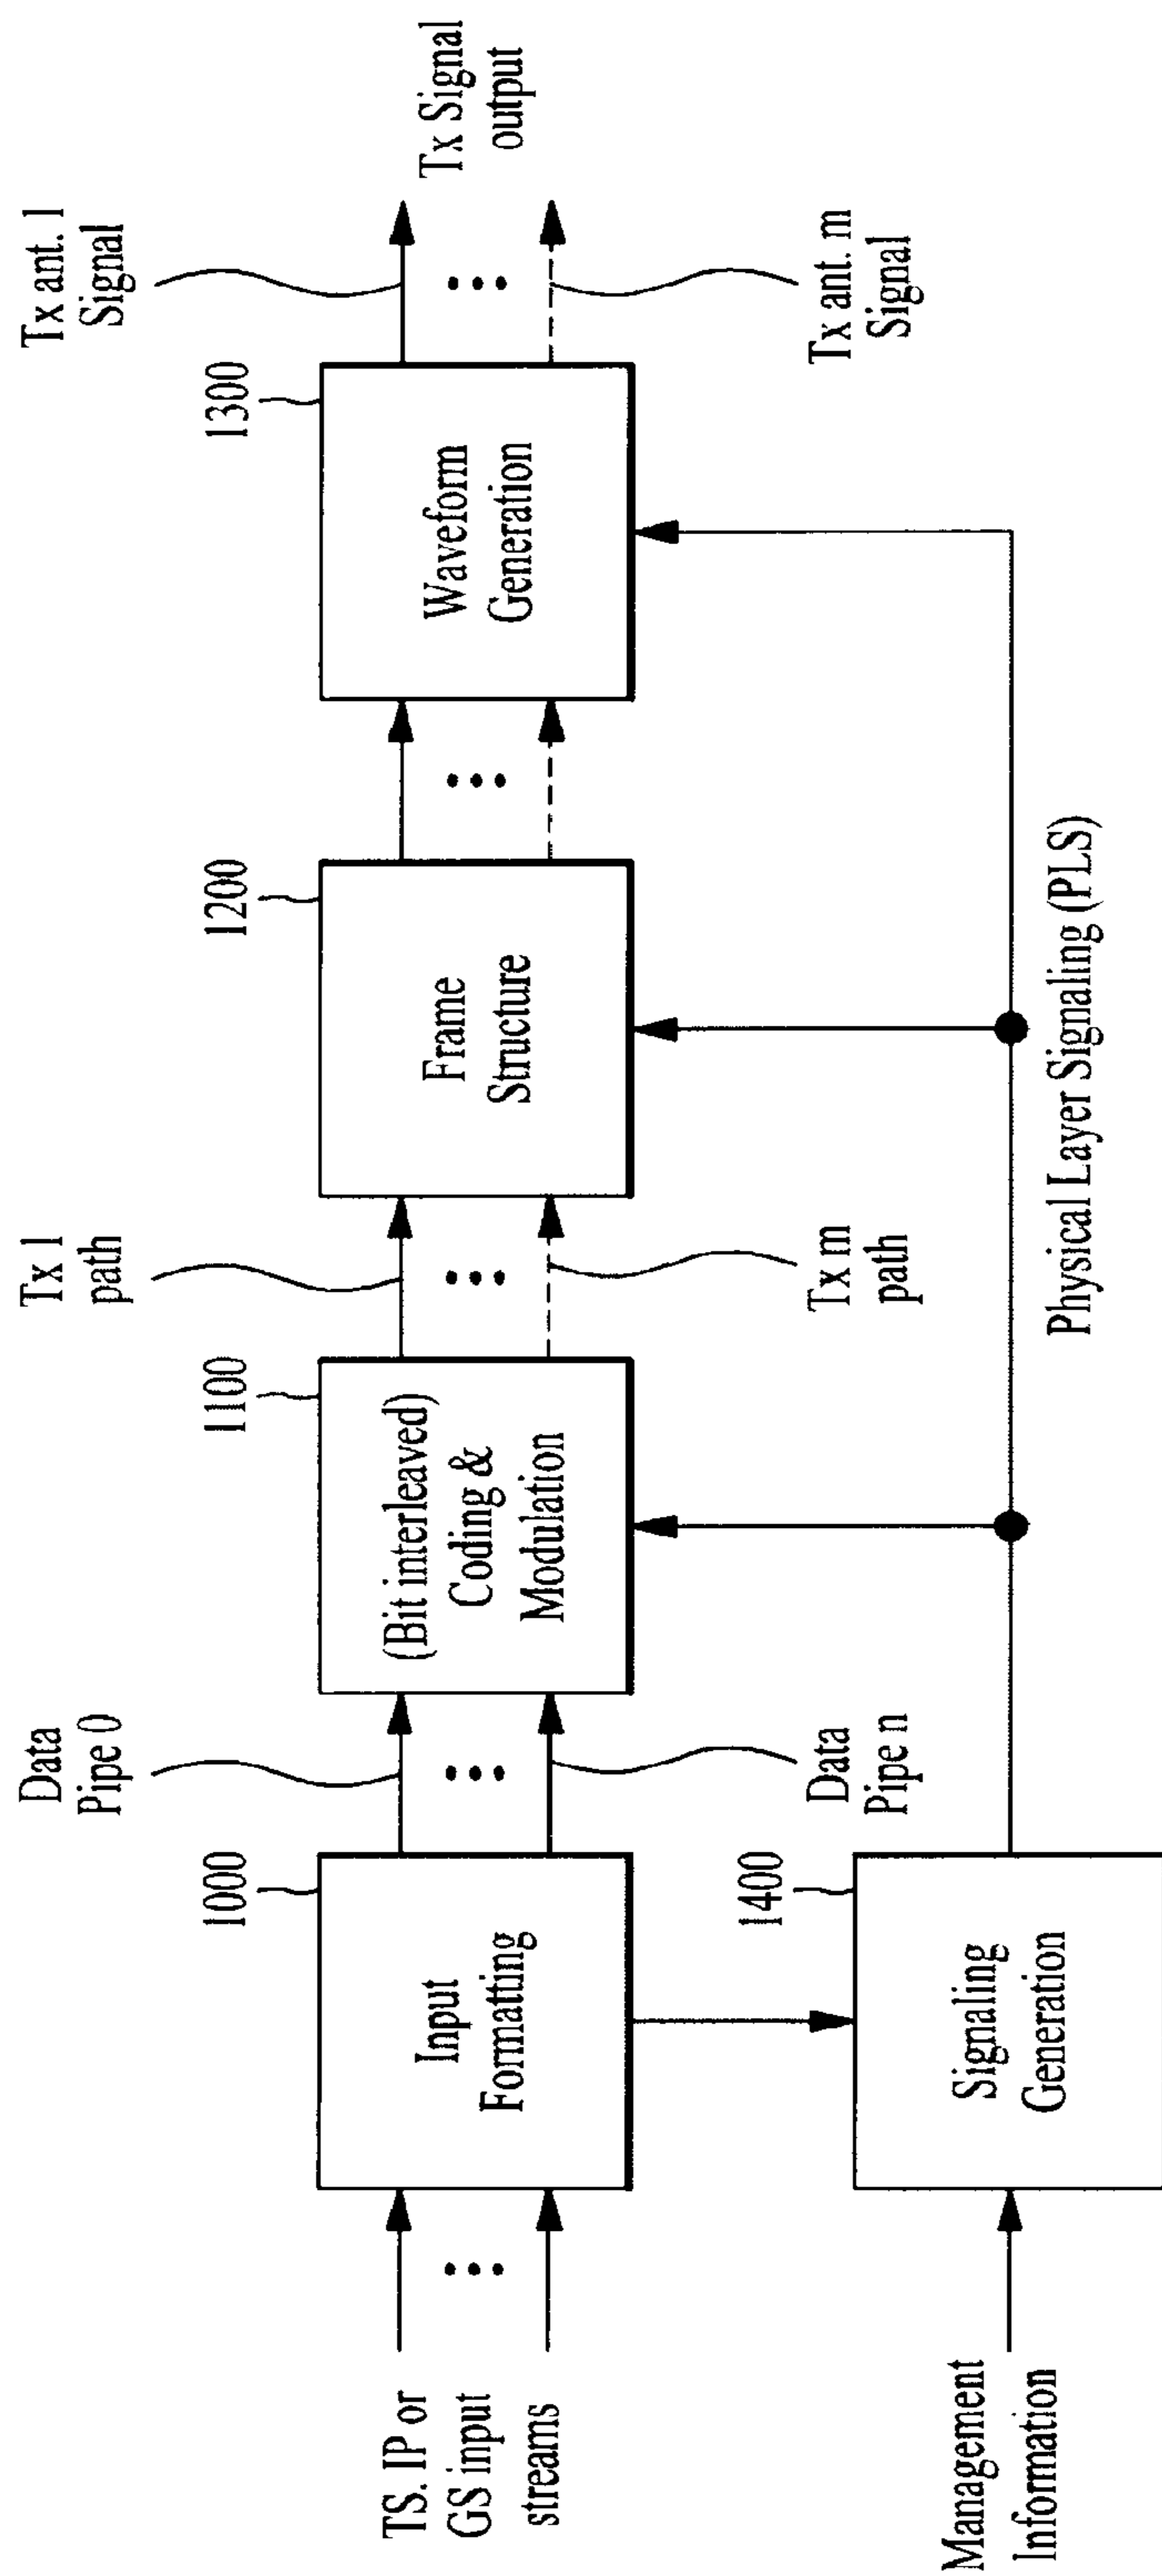 Tx ant. 1
Signal
Tx Signal
output
Tx ant. m
Signal
1300
Waveform
Generation
1200
Frame
Structure
Tx 1
path
Tx m
path
1100
(Bit interleaved)
Coding &
Modulation
Data
Pipe 0
Data
Pipe n
1000
Input
Formatting
TS. IP or
GS input
streams
1400
Signaling
Generation
Management
Information
Physical Layer Signaling (PLS)